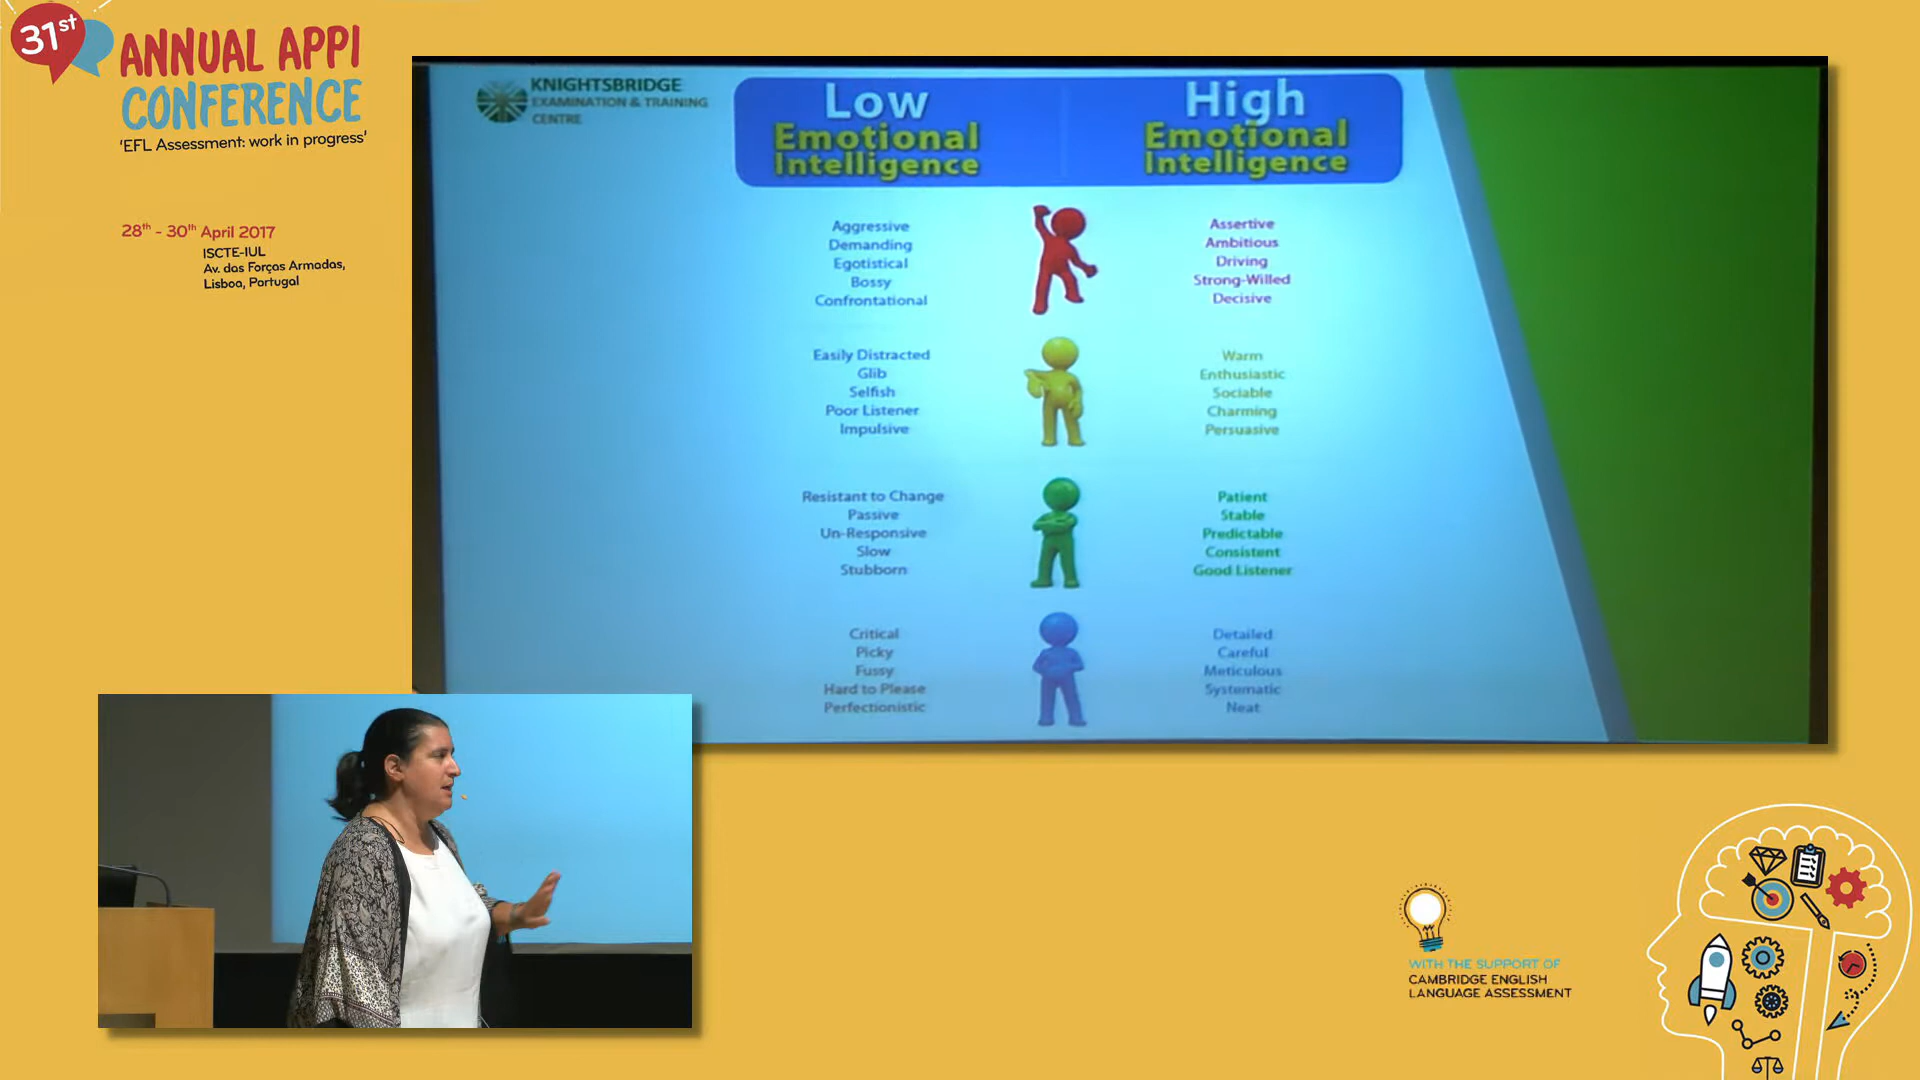 31st
ANNUAL APPI
CONFERENCE
'EFL Assessment: work in progress'
28th - 30th April 2017
ISCTE-IUL
Av. das Forças Armadas,
Lisboa, Portugal
KNIGHTSBRIDGE
EXAMINATION & TRAINING
CENTRE
Low
Emotional
Intelligence
High
Emotional
Intelligence
Aggressive
Demanding
Egotistical
Bossy
Confrontational
Assertive
Ambitious
Driving
Strong-Willed
Decisive
Easily Distracted
Glib
Selfish
Poor Listener
Impulsive
Warm
Enthusiastic
Sociable
Charming
Persuasive
Resistant to Change
Passive
Un-Responsive
Slow
Stubborn
Patient
Stable
Predictable
Consistent
Good Listener
Critical
Picky
Fussy
Hard to Please
Perfectionistic
Detailed
Careful
Meticulous
Systematic
Neat
WITH THE SUPPORT OF
CAMBRIDGE ENGLISH
LANGUAGE ASSESSMENT